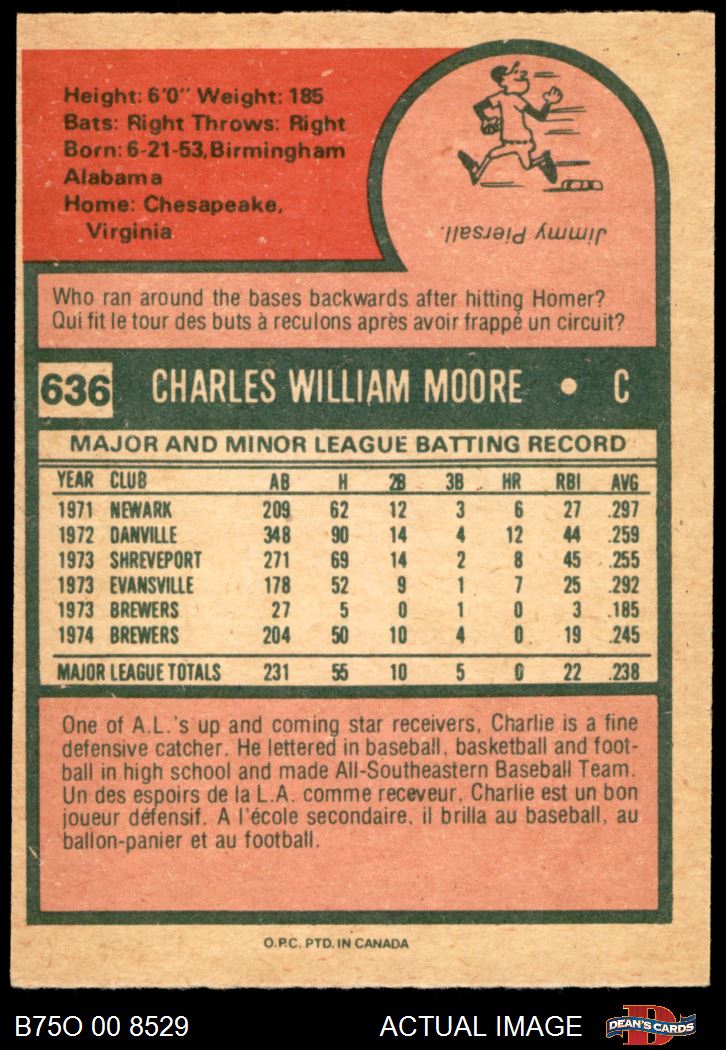 Height: 6'0" Weight: 185
Bats: Right Throws: Right
Born: 6-21-53, Birmingham
Alabama
Home: Chesapeake,
Virginia
Jimmy Piersall.
Who ran around the bases backwards after hitting Homer?
Qui fit le tour des buts à reculons après avoir frappé un circuit?
636 CHARLES WILLIAM MOORE • C
MAJOR AND MINOR LEAGUE BATTING RECORD
YEAR CLUB AB H 2B 3B HR RBI AVG
1971 NEWARK 209 62 12 3 6 27 .297
1972 DANVILLE 348 90 14 4 12 44 .259
1973 SHREVEPORT 271 69 14 2 8 45 .255
1973 EVANSVILLE 178 52 9 1 7 25 .292
1973 BREWERS 27 5 0 1 0 3 .185
1974 BREWERS 204 50 10 4 0 19 .245
MAJOR LEAGUE TOTALS 231 55 10 5 0 22 .238
One of A.L.'s up and coming star receivers, Charlie is a fine
defensive catcher. He lettered in baseball, basketball and foot-
ball in high school and made All-Southeastern Baseball Team.
Un des espoirs de la L.A. comme receveur, Charlie est un bon
joueur défensif. A l'école secondaire, il brilla au baseball, au
ballon-panier et au football.
O.P.C. PTD. IN CANADA
B75O 00 8529 ACTUAL IMAGE D DEAN'S CARDS